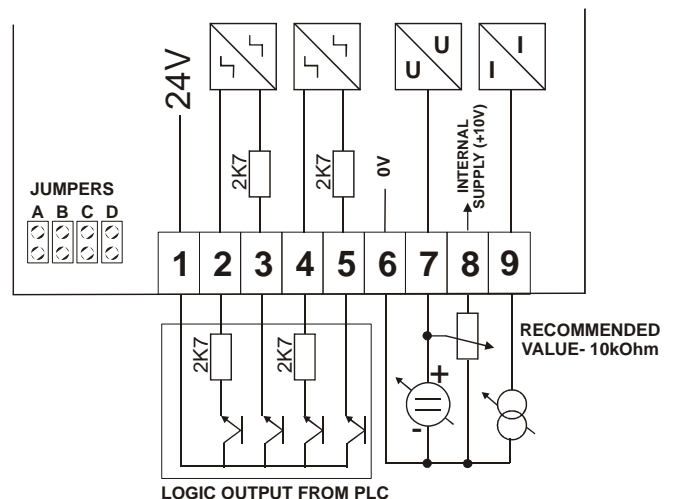 24V
U
U
I
I
2K7
2K7
0V
INTERNAL
SUPPLY (+10V)
JUMPERS
A B C D
1 2 3 4 5 6 7 8 9
2K7
2K7
RECOMMENDED
VALUE- 10kOhm
+
-
LOGIC OUTPUT FROM PLC